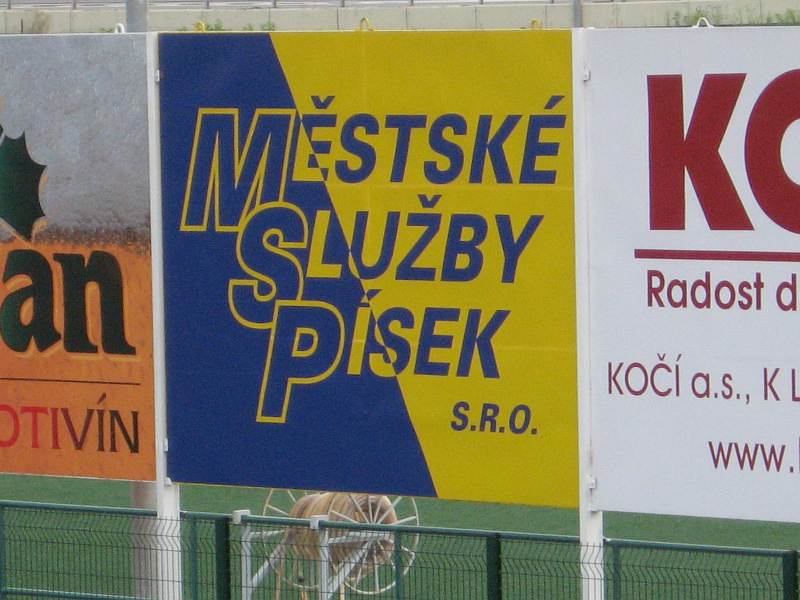 an
OTIVÍN
MĚSTSKÉ
SLUŽBY
PÍSEK
S.R.O.
KO
Radost d
KOČÍ a.s., K L
www.